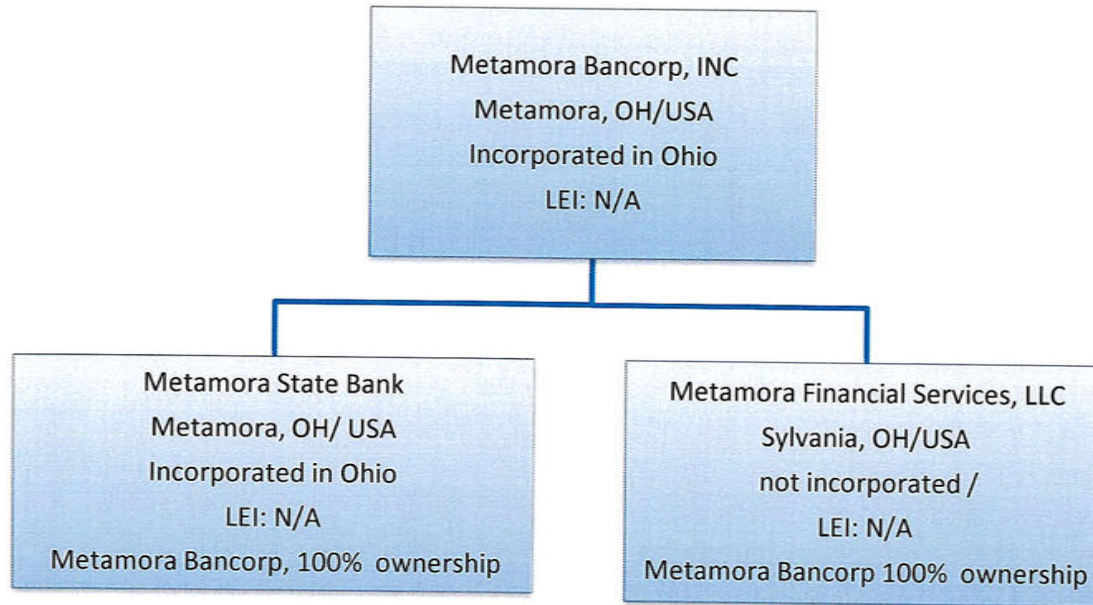 Metamora Bancorp, INC
Metamora, OH/USA
Incorporated in Ohio
LEI: N/A
Metamora State Bank
Metamora, OH/ USA
Incorporated in Ohio
LEI: N/A
Metamora Bancorp, 100% ownership
Metamora Financial Services, LLC
Sylvania, OH/USA
not incorporated /
LEI: N/A
Metamora Bancorp 100% ownership